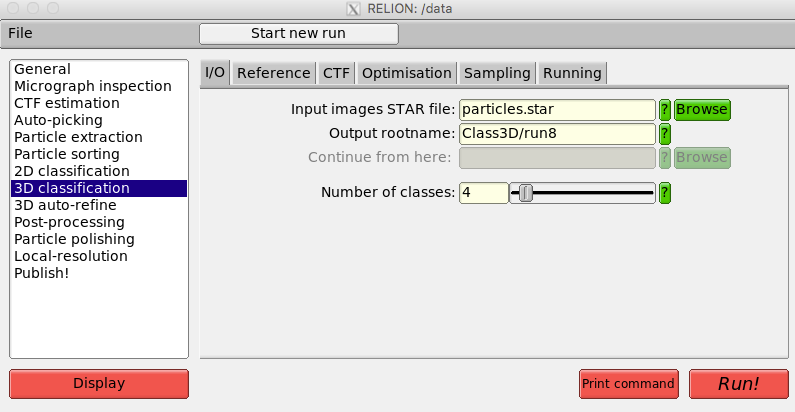 RELION: /data
File
Start new run
General
Micrograph inspection
CTF estimation
Auto-picking
Particle extraction
Particle sorting
2D classification
3D classification
3D auto-refine
Post-processing
Particle polishing
Local-resolution
Publish!
I/O Reference CTF Optimisation Sampling Running
Input images STAR file: particles.star ? Browse
Output rootname: Class3D/run8 ?
Continue from here: ? Browse
Number of classes: 4 ?
Display
Print command
Run!